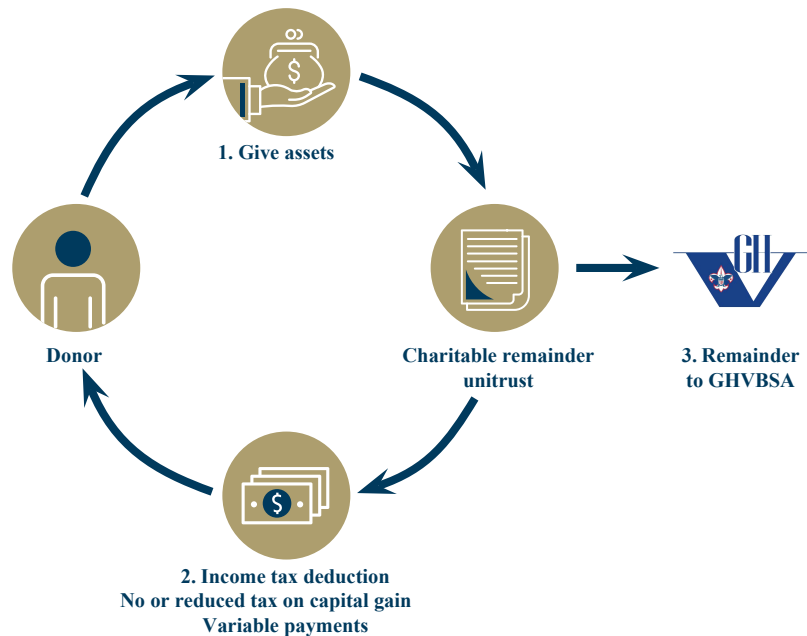 $
1. Give assets
Donor
Charitable remainder
unitrust
GH
V
3. Remainder
to GHVBSA
$
2. Income tax deduction
No or reduced tax on capital gain
Variable payments